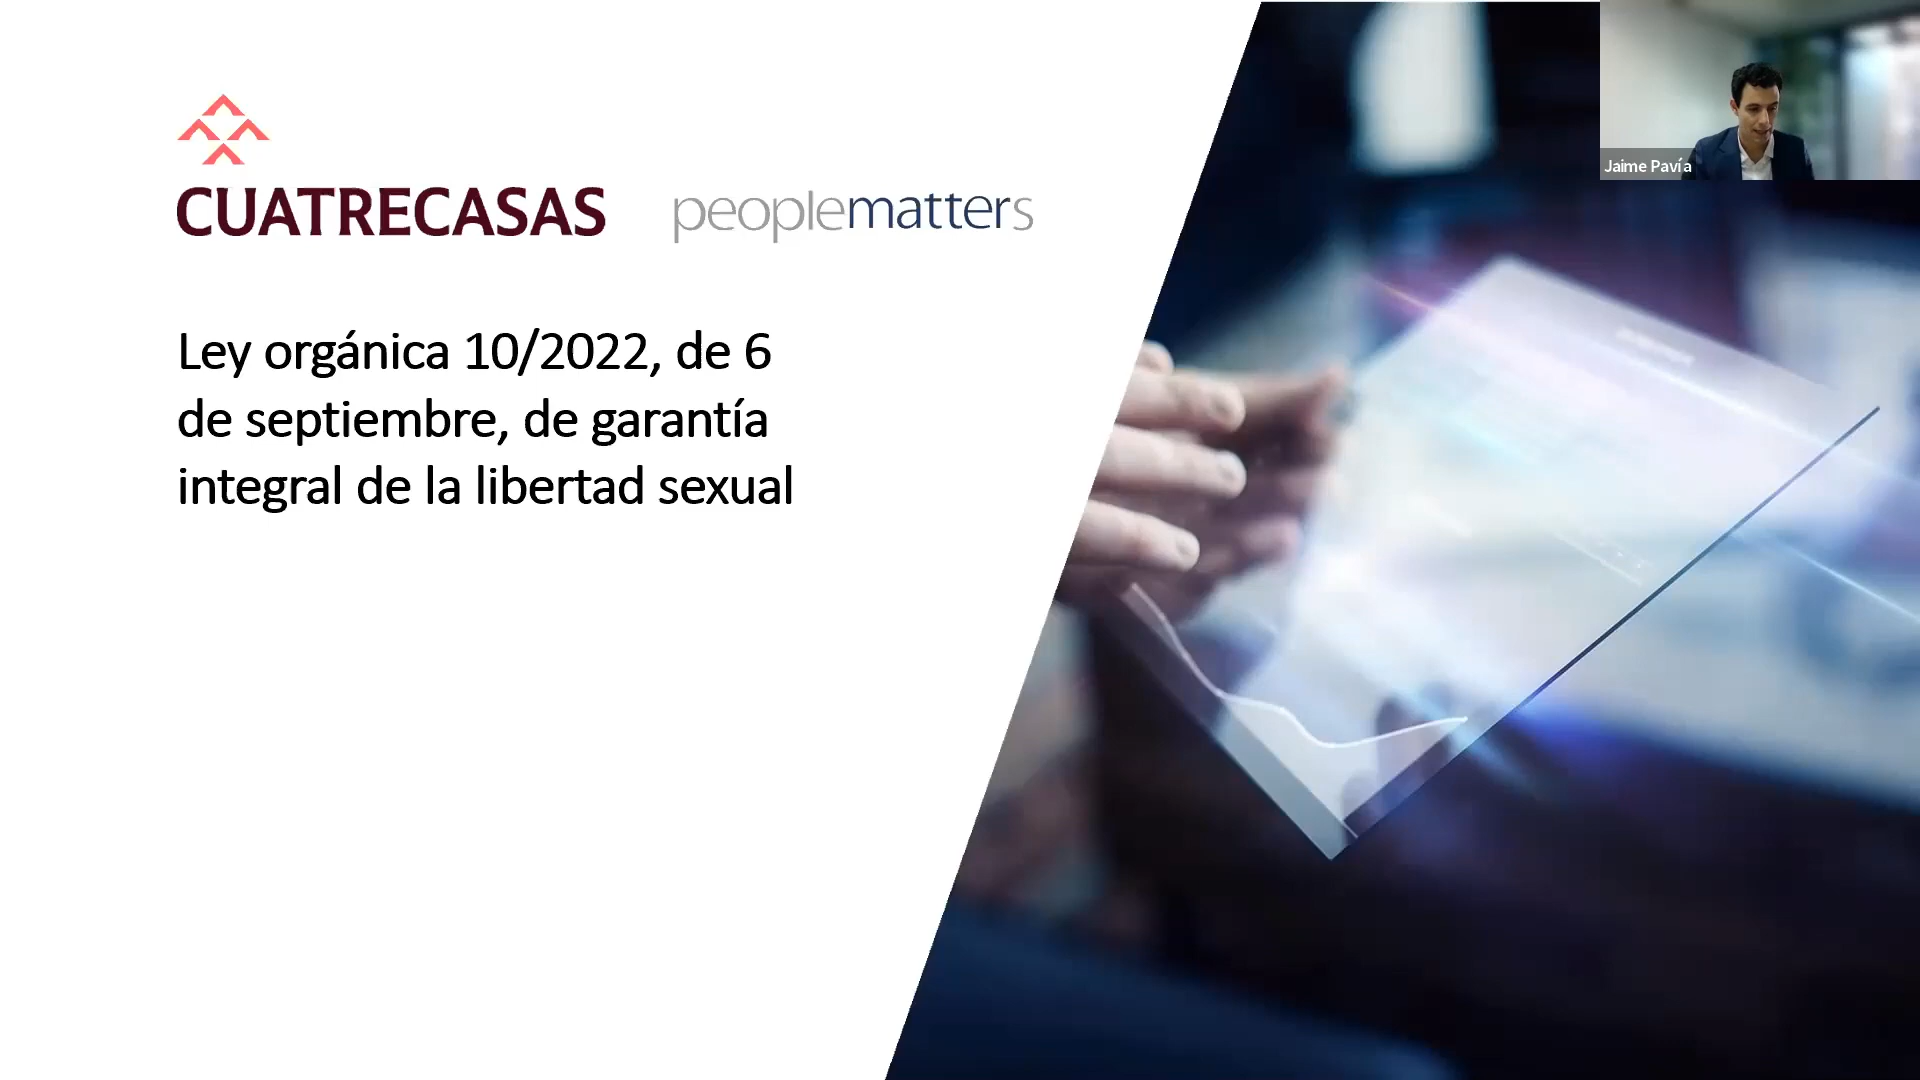 CUATRECASAS
peoplematters
Ley orgánica 10/2022, de 6
de septiembre, de garantía
integral de la libertad sexual
Jaime Pavía